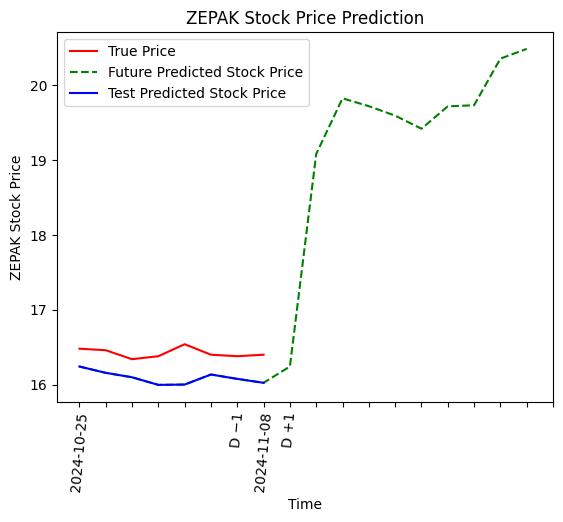 ZEPAK Stock Price Prediction
True Price
Future Predicted Stock Price
Test Predicted Stock Price
ZEPAK Stock Price
20
19
18
17
16
2024-10-25
D −1
2024-11-08
D +1
Time